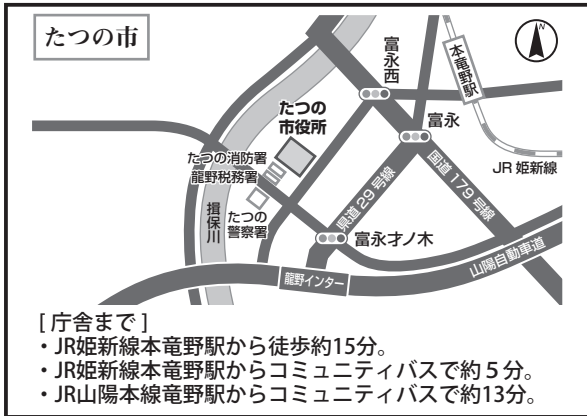 たつの市
N
本竜野駅
富永西
たつの
市役所
富永
たつの消防署
龍野税務署
JR 姫新線
県道29号線
国道179号線
揖保川
たつの
警察署
富永才ノ木
山陽自動車道
龍野インター
[ 庁舎まで ]
・JR姫新線本竜野駅から徒歩約15分。
・JR姫新線本竜野駅からコミュニティバスで約５分。
・JR山陽本線竜野駅からコミュニティバスで約13分。